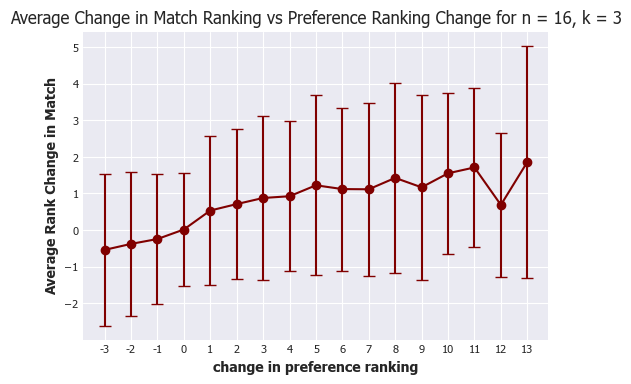 Average Change in Match Ranking vs Preference Ranking Change for n = 16, k = 3
Average Rank Change in Match
5
4
3
2
1
0
−1
−2
-3 -2 -1 0 1 2 3 4 5 6 7 8 9 10 11 12 13
change in preference ranking